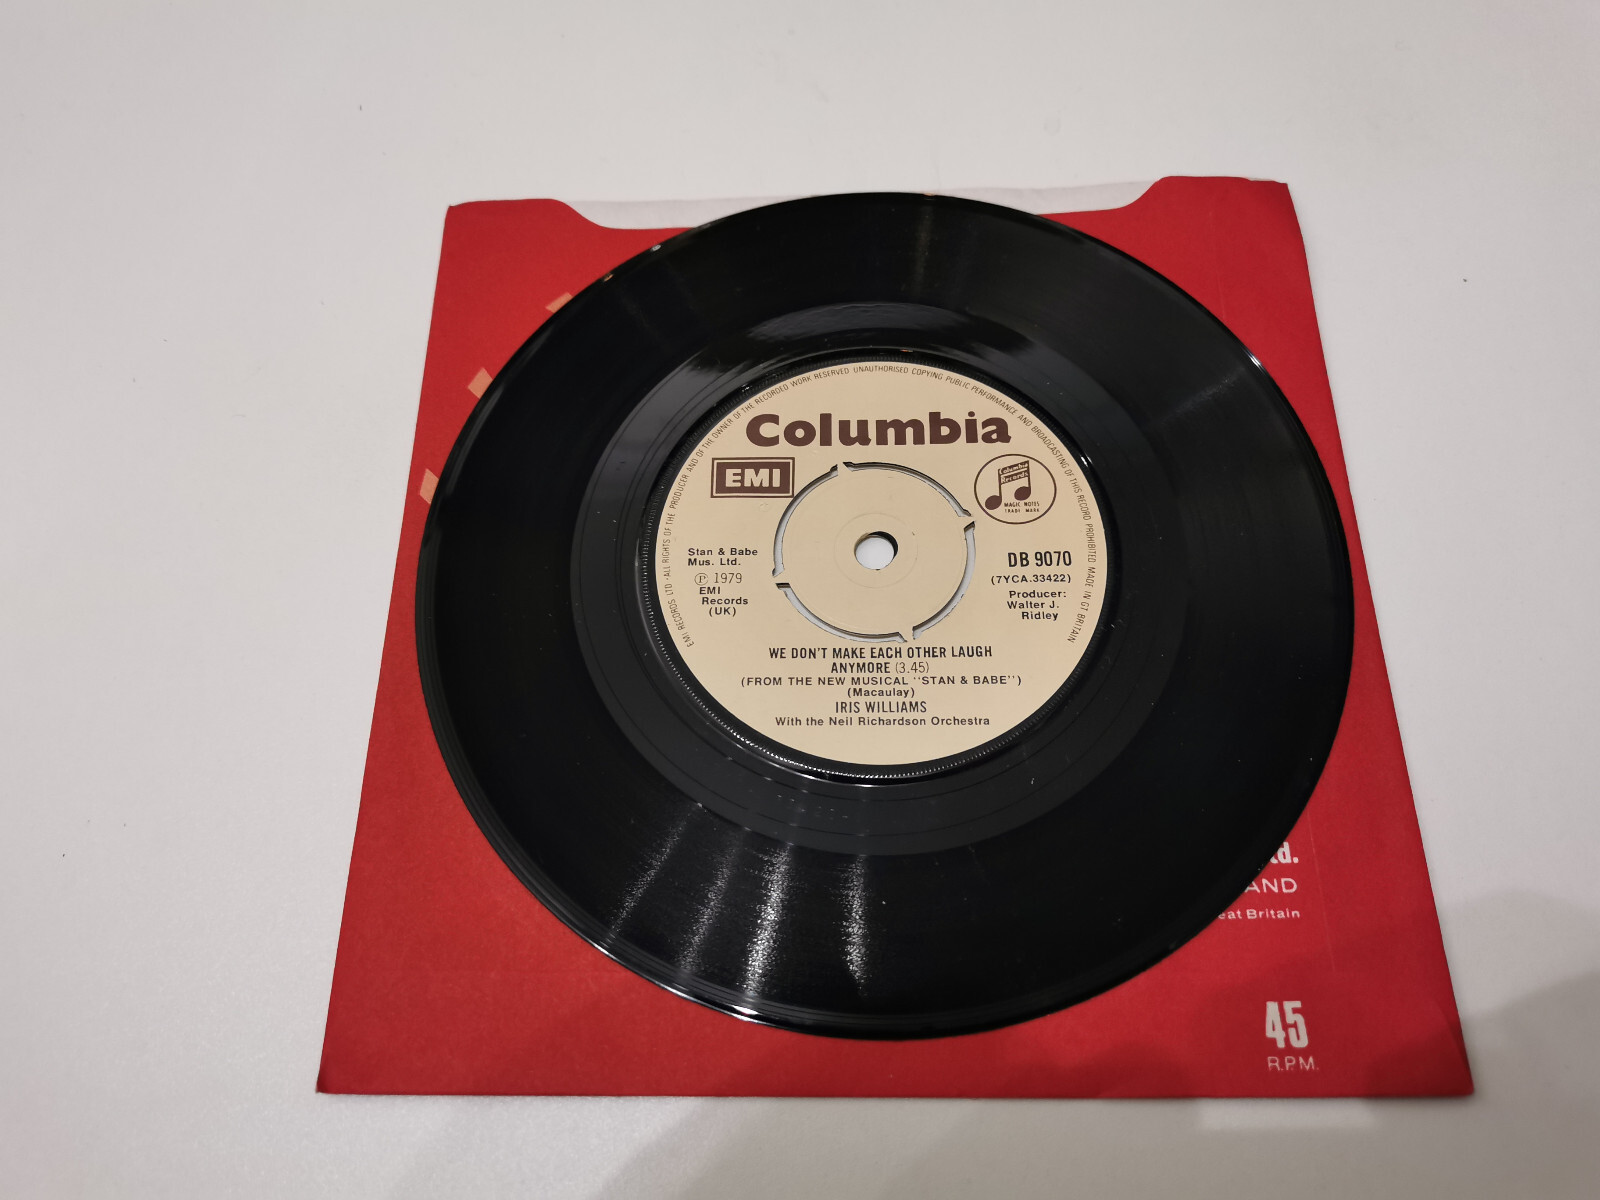 EMI RECORDS LTD · ALL RIGHTS OF THE PRODUCER AND OF THE OWNER OF THE RECORDED WORK RESERVED UNAUTHORISED COPYING PUBLIC PERFORMANCE AND BROADCASTING OF THIS RECORD PROHIBITED MADE IN GT BRITAIN
Columbia
EMI
Columbia
Records
MAGIC NOTES
TRADE MARK
Stan & Babe
Mus. Ltd.
Ⓟ 1979
EMI
Records
(UK)
DB 9070
(7YCA.33422)
Producer:
Walter J.
Ridley
WE DON'T MAKE EACH OTHER LAUGH
ANYMORE (3.45)
(FROM THE NEW MUSICAL "STAN & BABE")
(Macaulay)
IRIS WILLIAMS
With the Neil Richardson Orchestra
Britain
45
R.P.M.